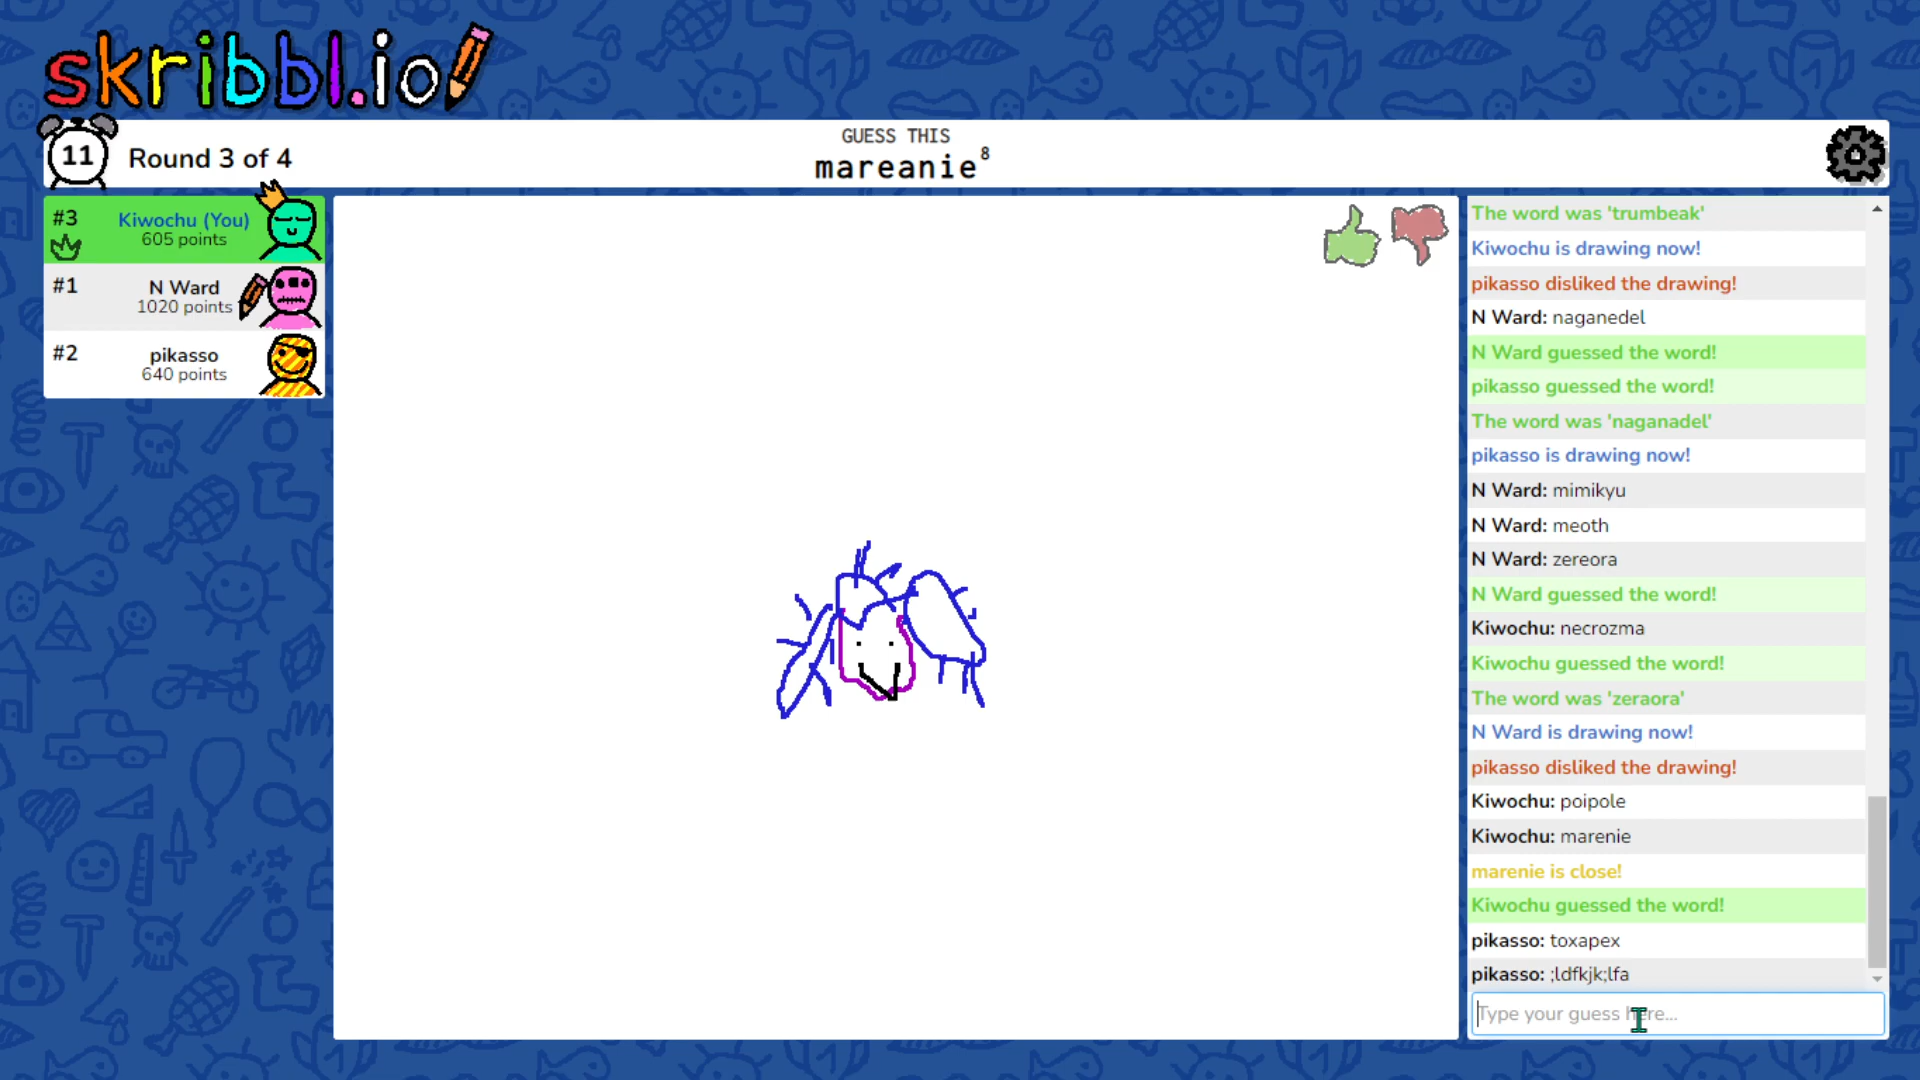 skribbl.io
11
Round 3 of 4
GUESS THIS
mareanie 8
#3
Kiwochu (You)
605 points
#1
N Ward
1020 points
#2
pikasso
640 points
The word was 'trumbeak'
Kiwochu is drawing now!
pikasso disliked the drawing!
N Ward: naganedel
N Ward guessed the word!
pikasso guessed the word!
The word was 'naganadel'
pikasso is drawing now!
N Ward: mimikyu
N Ward: meoth
N Ward: zereora
N Ward guessed the word!
Kiwochu: necrozma
Kiwochu guessed the word!
The word was 'zeraora'
N Ward is drawing now!
pikasso disliked the drawing!
Kiwochu: poipole
Kiwochu: marenie
marenie is close!
Kiwochu guessed the word!
pikasso: toxapex
pikasso: ;ldfkjk;lfa
Type your guess here...